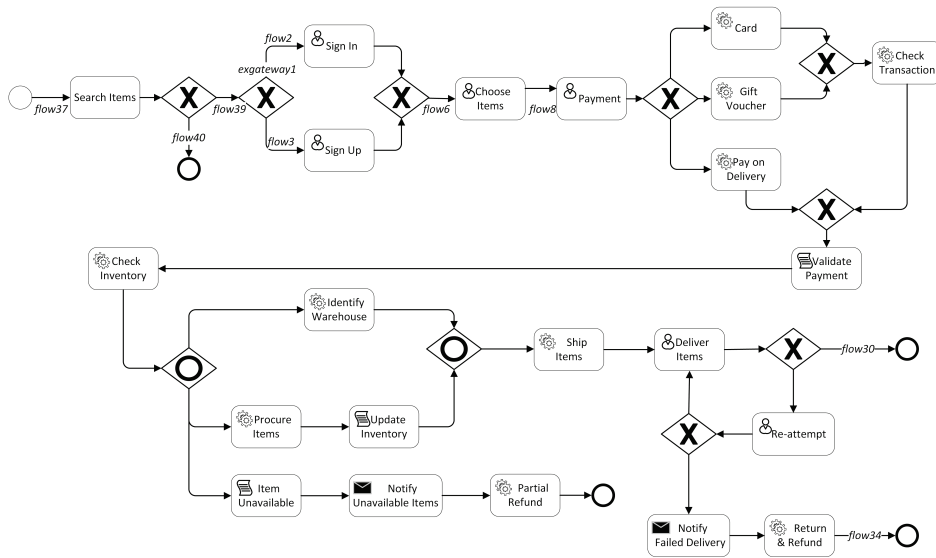 flow37
Search Items
flow39
flow40
exgateway1
flow2
Sign In
flow3
Sign Up
flow6
Choose
Items
flow8
Payment
Card
Gift
Voucher
Pay on
Delivery
Check
Transaction
Validate
Payment
Check
Inventory
Identify
Warehouse
Procure
Items
Update
Inventory
Item
Unavailable
Notify
Unavailable Items
Partial
Refund
Ship
Items
Deliver
Items
flow30
Re-attempt
Notify
Failed Delivery
Return
& Refund
flow34